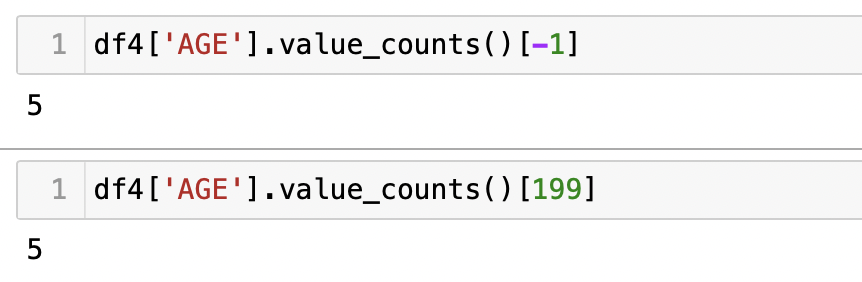 1 df4['AGE'].value_counts()[-1]
5
1 df4['AGE'].value_counts()[199]
5